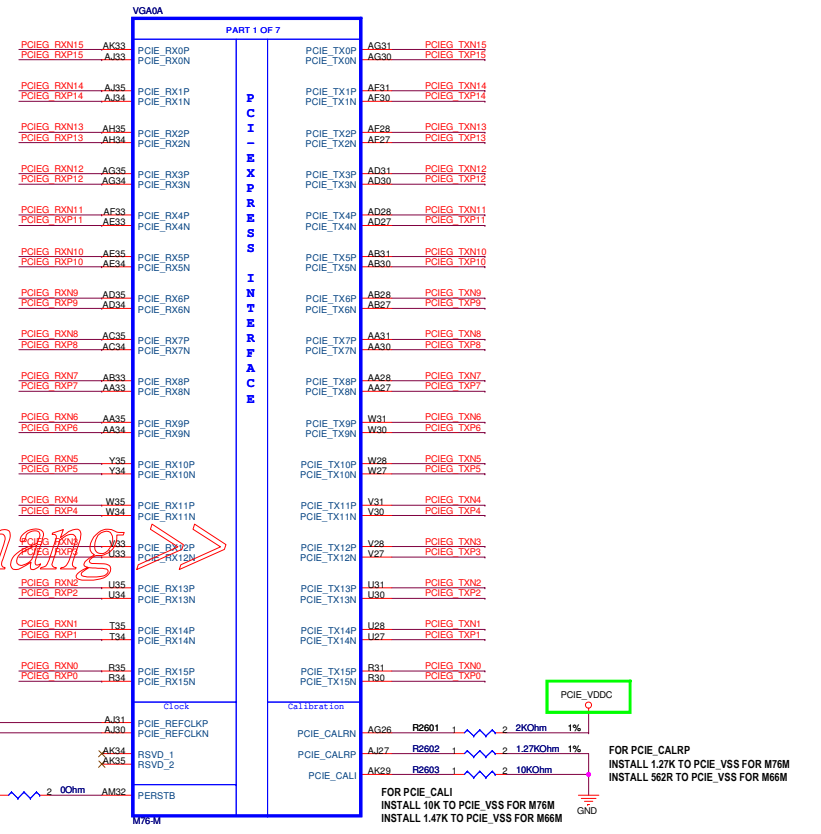 VGA0A
PART 1 OF 7
PCI-EXPRESS INTERFACE
PCIEG_RXN15 AK33 PCIE_RX0P PCIE_TX0P AG31 PCIEG_TXN15
PCIEG_RXP15 AJ33 PCIE_RX0N PCIE_TX0N AG30 PCIEG_TXP15
PCIEG_RXN14 AJ35 PCIE_RX1P PCIE_TX1P AF31 PCIEG_TXN14
PCIEG_RXP14 AJ34 PCIE_RX1N PCIE_TX1N AF30 PCIEG_TXP14
PCIEG_RXN13 AH35 PCIE_RX2P PCIE_TX2P AF28 PCIEG_TXN13
PCIEG_RXP13 AH34 PCIE_RX2N PCIE_TX2N AF27 PCIEG_TXP13
PCIEG_RXN12 AG35 PCIE_RX3P PCIE_TX3P AD31 PCIEG_TXN12
PCIEG_RXP12 AG34 PCIE_RX3N PCIE_TX3N AD30 PCIEG_TXP12
PCIEG_RXN11 AF33 PCIE_RX4P PCIE_TX4P AD28 PCIEG_TXN11
PCIEG_RXP11 AE33 PCIE_RX4N PCIE_TX4N AD27 PCIEG_TXP11
PCIEG_RXN10 AE35 PCIE_RX5P PCIE_TX5P AB31 PCIEG_TXN10
PCIEG_RXP10 AE34 PCIE_RX5N PCIE_TX5N AB30 PCIEG_TXP10
PCIEG_RXN9 AD35 PCIE_RX6P PCIE_TX6P AB28 PCIEG_TXN9
PCIEG_RXP9 AD34 PCIE_RX6N PCIE_TX6N AB27 PCIEG_TXP9
PCIEG_RXN8 AC35 PCIE_RX7P PCIE_TX7P AA31 PCIEG_TXN8
PCIEG_RXP8 AC34 PCIE_RX7N PCIE_TX7N AA30 PCIEG_TXP8
PCIEG_RXN7 AB33 PCIE_RX8P PCIE_TX8P AA28 PCIEG_TXN7
PCIEG_RXP7 AA33 PCIE_RX8N PCIE_TX8N AA27 PCIEG_TXP7
PCIEG_RXN6 AA35 PCIE_RX9P PCIE_TX9P W31 PCIEG_TXN6
PCIEG_RXP6 AA34 PCIE_RX9N PCIE_TX9N W30 PCIEG_TXP6
PCIEG_RXN5 Y35 PCIE_RX10P PCIE_TX10P W28 PCIEG_TXN5
PCIEG_RXP5 Y34 PCIE_RX10N PCIE_TX10N W27 PCIEG_TXP5
PCIEG_RXN4 W35 PCIE_RX11P PCIE_TX11P V31 PCIEG_TXN4
PCIEG_RXP4 W34 PCIE_RX11N PCIE_TX11N V30 PCIEG_TXP4
PCIEG_RXN3 V33 PCIE_RX12P PCIE_TX12P V28 PCIEG_TXN3
PCIEG_RXP3 U33 PCIE_RX12N PCIE_TX12N V27 PCIEG_TXP3
PCIEG_RXN2 U35 PCIE_RX13P PCIE_TX13P U31 PCIEG_TXN2
PCIEG_RXP2 U34 PCIE_RX13N PCIE_TX13N U30 PCIEG_TXP2
PCIEG_RXN1 T35 PCIE_RX14P PCIE_TX14P U28 PCIEG_TXN1
PCIEG_RXP1 T34 PCIE_RX14N PCIE_TX14N U27 PCIEG_TXP1
PCIEG_RXN0 R35 PCIE_RX15P PCIE_TX15P R31 PCIEG_TXN0
PCIEG_RXP0 R34 PCIE_RX15N PCIE_TX15N R30 PCIEG_TXP0
PCIE_VDDC
Clock Calibration
AJ31 PCIE_REFCLKP
AJ30 PCIE_REFCLKN PCIE_CALRN AG26 R2601 1 2 2KOhm 1%
AK34 RSVD_1 PCIE_CALRP AJ27 R2602 1 2 1.27KOhm 1%
AK35 RSVD_2
PCIE_CALI AK29 R2603 1 2 10KOhm
FOR PCIE_CALRP
INSTALL 1.27K TO PCIE_VSS FOR M76M
INSTALL 562R TO PCIE_VSS FOR M66M
2 0Ohm AM32 PERSTB
GND
FOR PCIE_CALI
INSTALL 10K TO PCIE_VSS FOR M76M
INSTALL 1.47K TO PCIE_VSS FOR M66M
M76-M